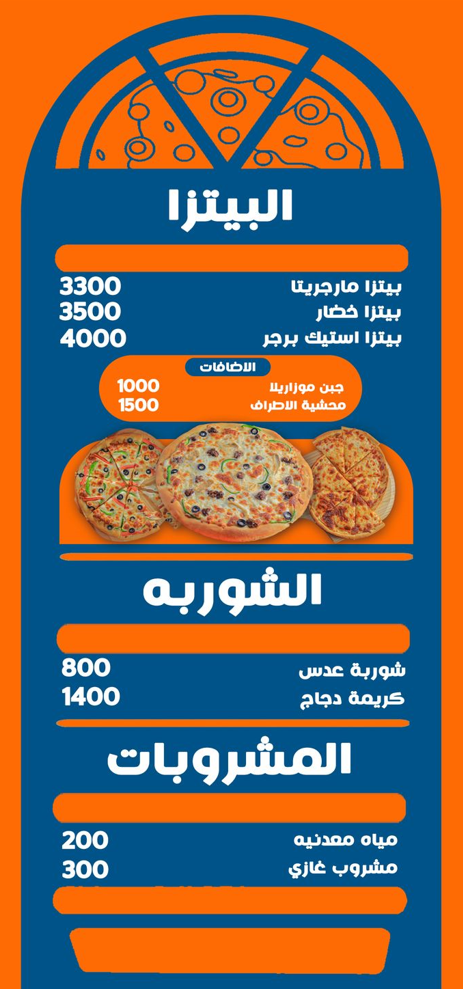 البيتزا
بيتزا مارجريتا 3300
بيتزا خضار 3500
بيتزا استيك برجر 4000
الاضافات
جبن موزاريلا 1000
محشية الاطراف 1500
الشوربه
شوربة عدس 800
كريمة دجاج 1400
المشروبات
مياه معدنيه 200
مشروب غازي 300